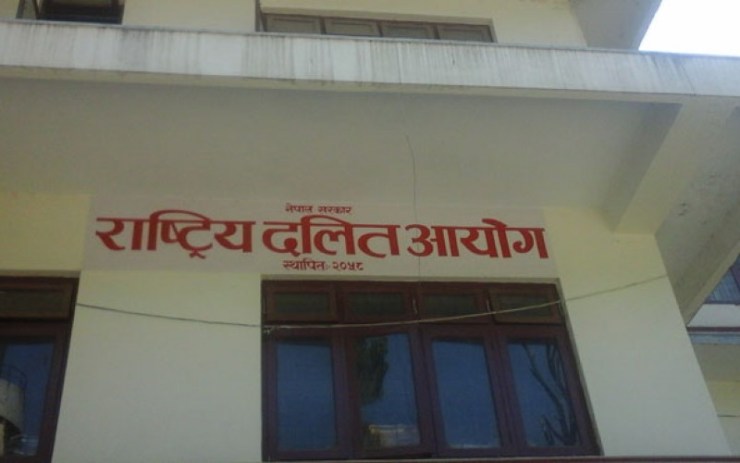 नेपाल सरकार
राष्ट्रिय दलित आयोग
स्थापितः-२०५८